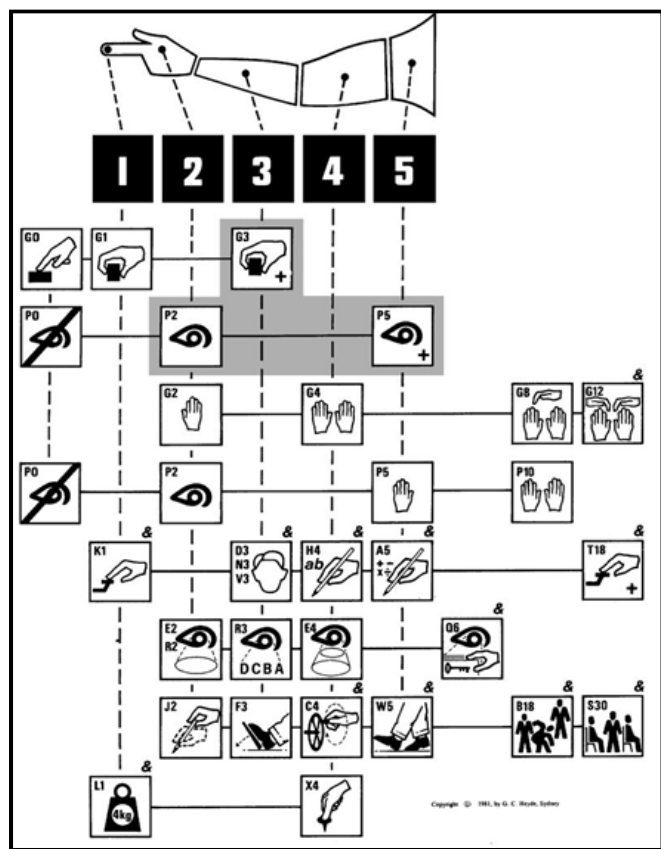 1 2 3 4 5
G0 G1 G3
+
P0 P2 P5
+
&
G2 G4 G8 G12
P0 P2 P5 P10
& & & & &
K1 D3 H4 A5 T18
N3 ab + −
V3 × ÷
+
&
E2 R3 E4 Q6
R2
D C B A
& & & &
J2 F3 C4 W5 B18 S30
&
L1 X4
4kg
Copyright © 1981, by G. C. Heyde, Sydney